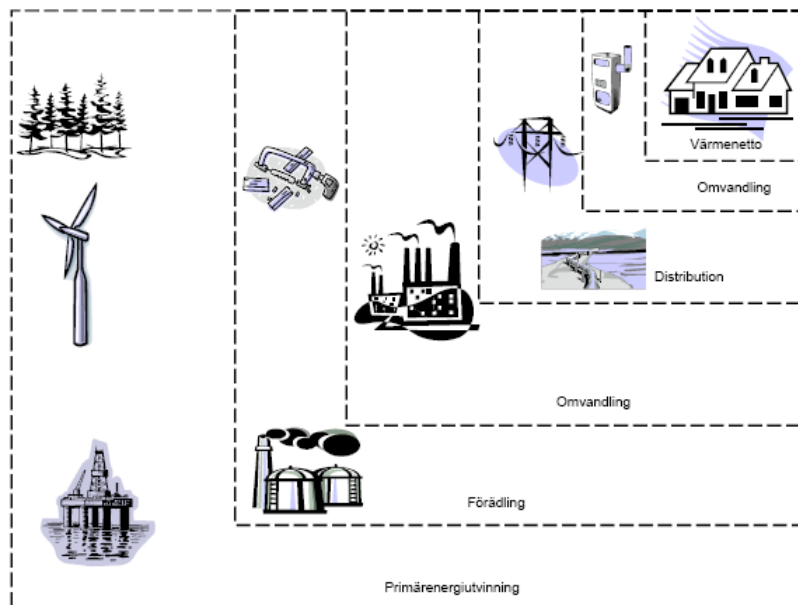 Värmenetto
Omvandling
Distribution
Omvandling
Förädling
Primärenergiutvinning